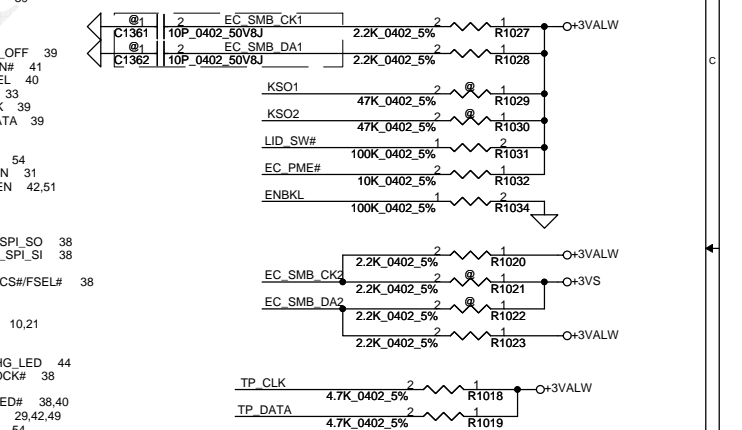 @ 1 2 EC_SMB_CK1 2 1 +3VALW
C1361 10P_0402_50V8J 2.2K_0402_5% R1027
@ 1 2 EC_SMB_DA1 2 1
C1362 10P_0402_50V8J 2.2K_0402_5% R1028
_OFF 39
N# 41
EL 40
33
K 39
ATA 39
54
N 31
EN 42,51
C
KSO1 2 @ 1
47K_0402_5% R1029
KSO2 2 @ 1
47K_0402_5% R1030
LID_SW# 1 2
100K_0402_5% R1031
EC_PME# 2 1
10K_0402_5% R1032
ENBKL 1 2
100K_0402_5% R1034
SPI_SO 38
_SPI_SI 38
CS#/FSEL# 38
10,21
2 1 +3VALW
2.2K_0402_5% R1020
EC_SMB_CK2 2 @ 1 +3VS
2.2K_0402_5% R1021
EC_SMB_DA2 2 @ 1
2.2K_0402_5% R1022
2 1 +3VALW
2.2K_0402_5% R1023
HG_LED 44
OCK# 38
ED# 38,40
29,42,49
54
TP_CLK 2 1 +3VALW
4.7K_0402_5% R1018
TP_DATA 2 1
4.7K_0402_5% R1019